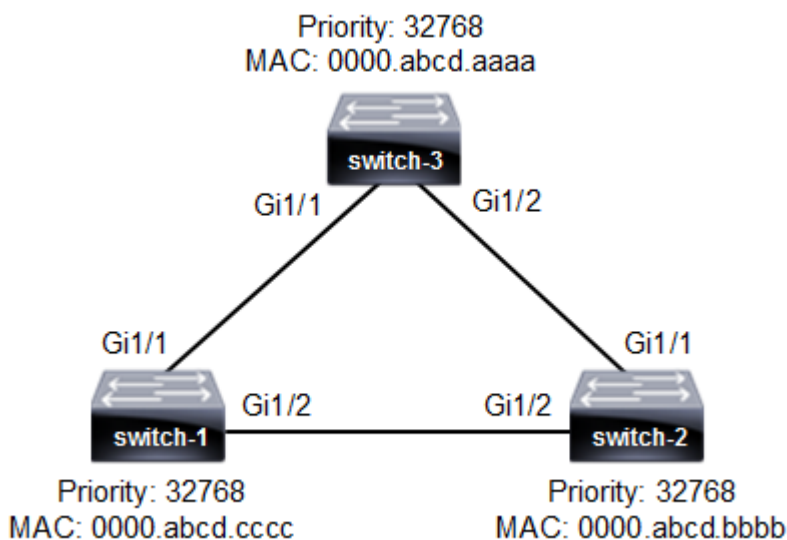 Priority: 32768
MAC: 0000.abcd.aaaa
switch-3
Gi1/1
Gi1/2
Gi1/1
Gi1/1
Gi1/2
Gi1/2
switch-1
switch-2
Priority: 32768
MAC: 0000.abcd.cccc
Priority: 32768
MAC: 0000.abcd.bbbb